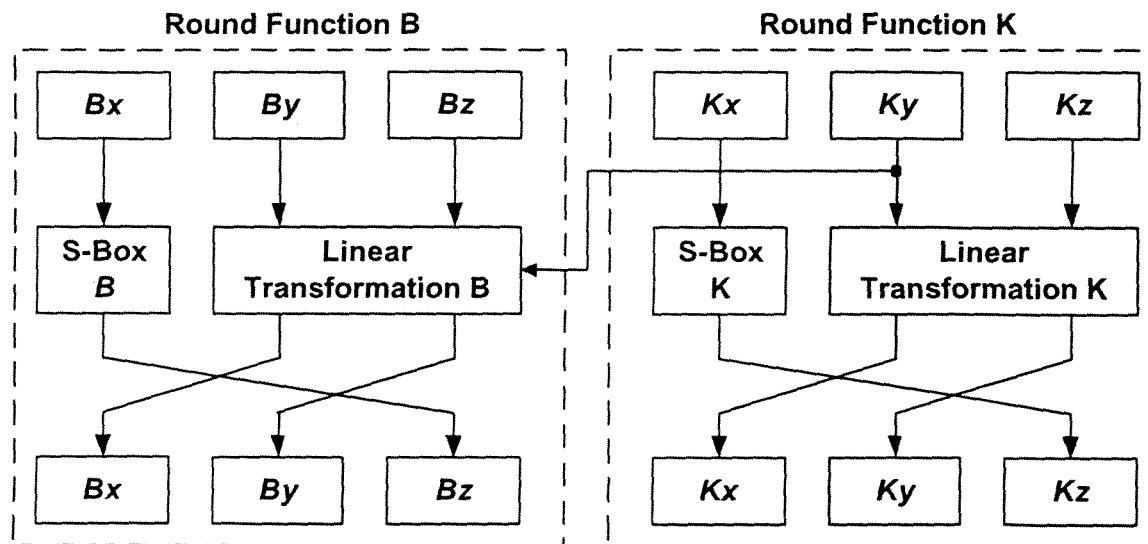 Round Function B
Round Function K
Bx
By
Bz
Kx
Ky
Kz
S-Box
B
Linear
Transformation B
S-Box
K
Linear
Transformation K
Bx
By
Bz
Kx
Ky
Kz